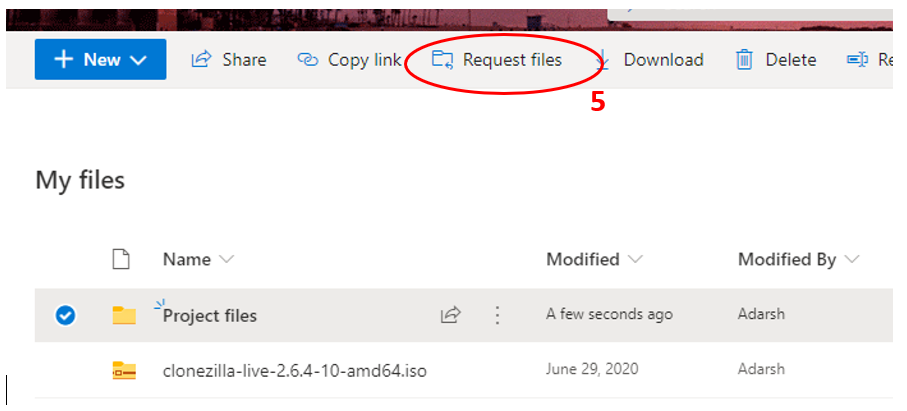 New Share Copy link Request files Download Delete Re
5
My files
Name Modified Modified By
Project files A few seconds ago Adarsh
clonezilla-live-2.6.4-10-amd64.iso June 29, 2020 Adarsh